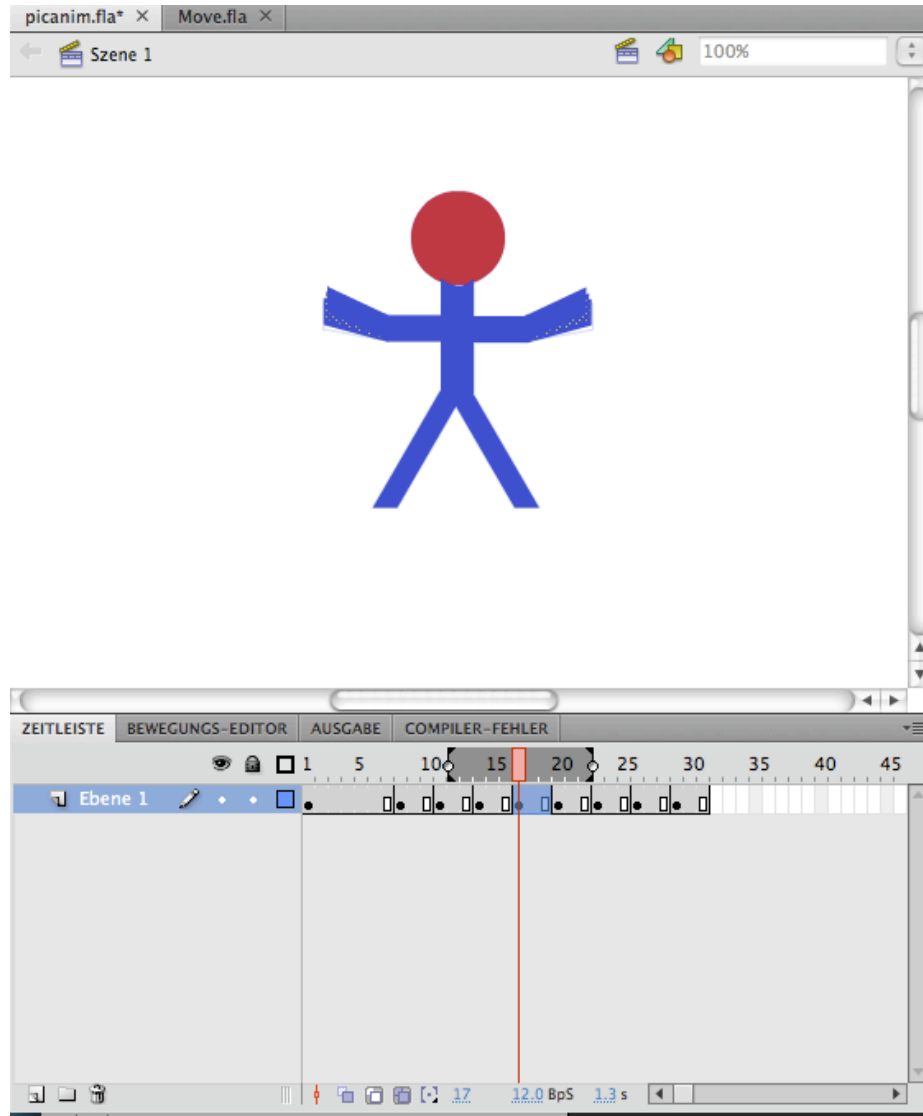 picanim.fla* × Move.fla ×
Szene 1 100%
ZEITLEISTE BEWEGUNGS-EDITOR AUSGABE COMPILER-FEHLER
1 5 10 15 20 25 30 35 40 45
Ebene 1
17 12.0 BpS 1.3 s